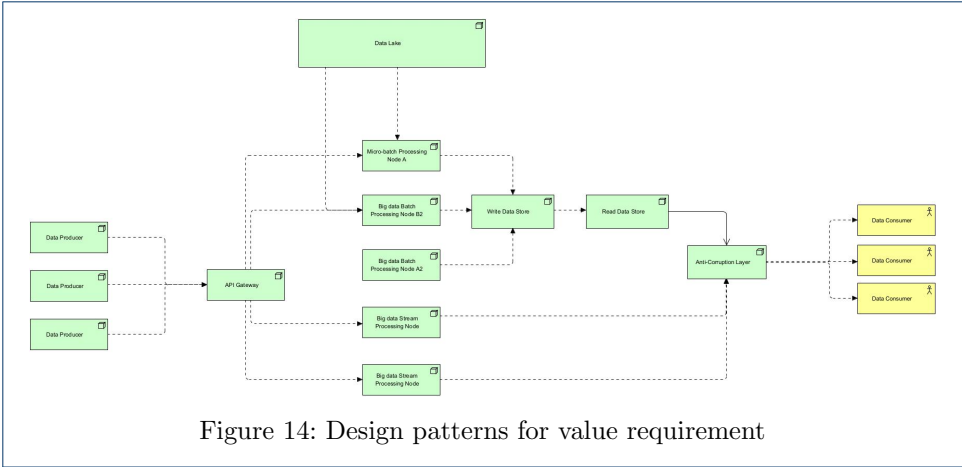 Data Lake
Micro-batch Processing
Node A
Big data Batch
Processing Node B2
Write Data Store
Read Data Store
Data Consumer
Data Producer
Big data Batch
Processing Node A2
Anti-Corruption Layer
Data Consumer
Data Producer
API Gateway
Data Consumer
Data Producer
Big data Stream
Processing Node
Big data Stream
Processing Node
Figure 14: Design patterns for value requirement